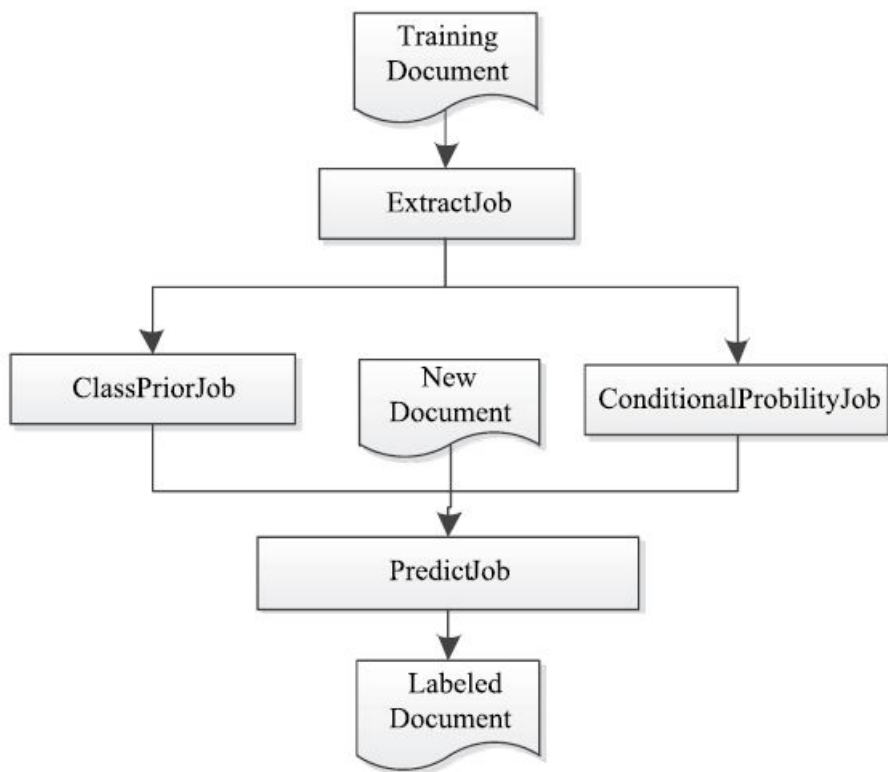 Training
Document
ExtractJob
ClassPriorJob
New
Document
ConditionalProbilityJob
PredictJob
Labeled
Document